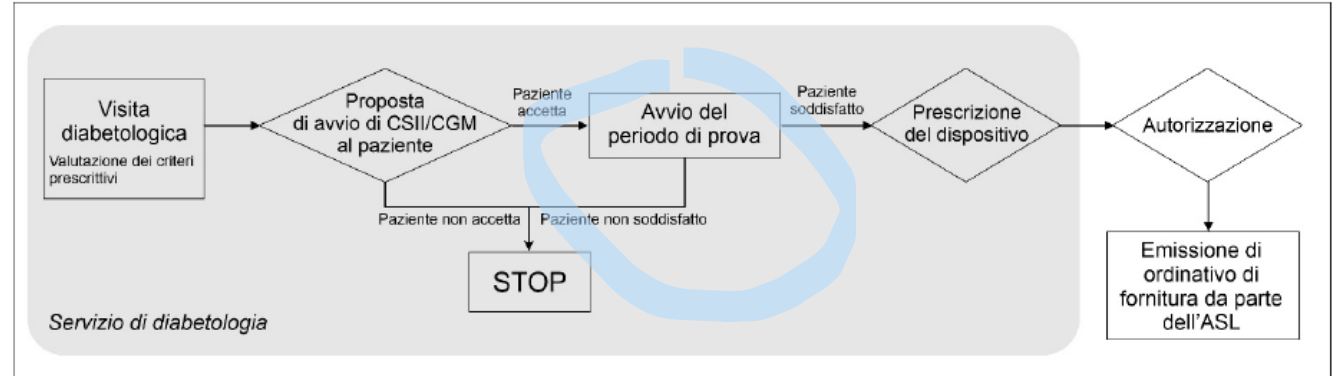 Visita
diabetologica
Valutazione dei criteri
prescrittivi
Proposta
di avvio di CSII/CGM
al paziente
Paziente
accetta
Avvio del
periodo di prova
Paziente
soddisfatto
Prescrizione
del dispositivo
Autorizzazione
Paziente non accetta
Paziente non soddisfatto
STOP
Emissione di
ordinativo di
fornitura da parte
dell'ASL
Servizio di diabetologia